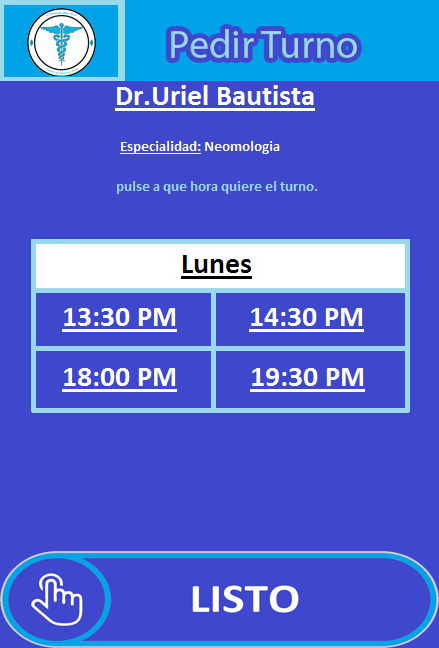 Pedir Turno
Dr.Uriel Bautista
Especialidad: Neomologia
pulse a que hora quiere el turno.
Lunes
13:30 PM 14:30 PM
18:00 PM 19:30 PM
LISTO